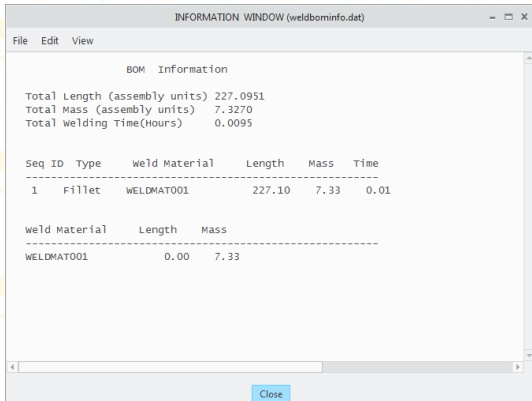 INFORMATION WINDOW (weldbominfo.dat)
File Edit View
BOM Information
Total Length (assembly units) 227.0951
Total Mass (assembly units) 7.3270
Total Welding Time(Hours) 0.0095
Seq ID Type Weld Material Length Mass Time
1 Fillet WELDMAT001 227.10 7.33 0.01
Weld Material Length Mass
WELDMAT001 0.00 7.33
Close